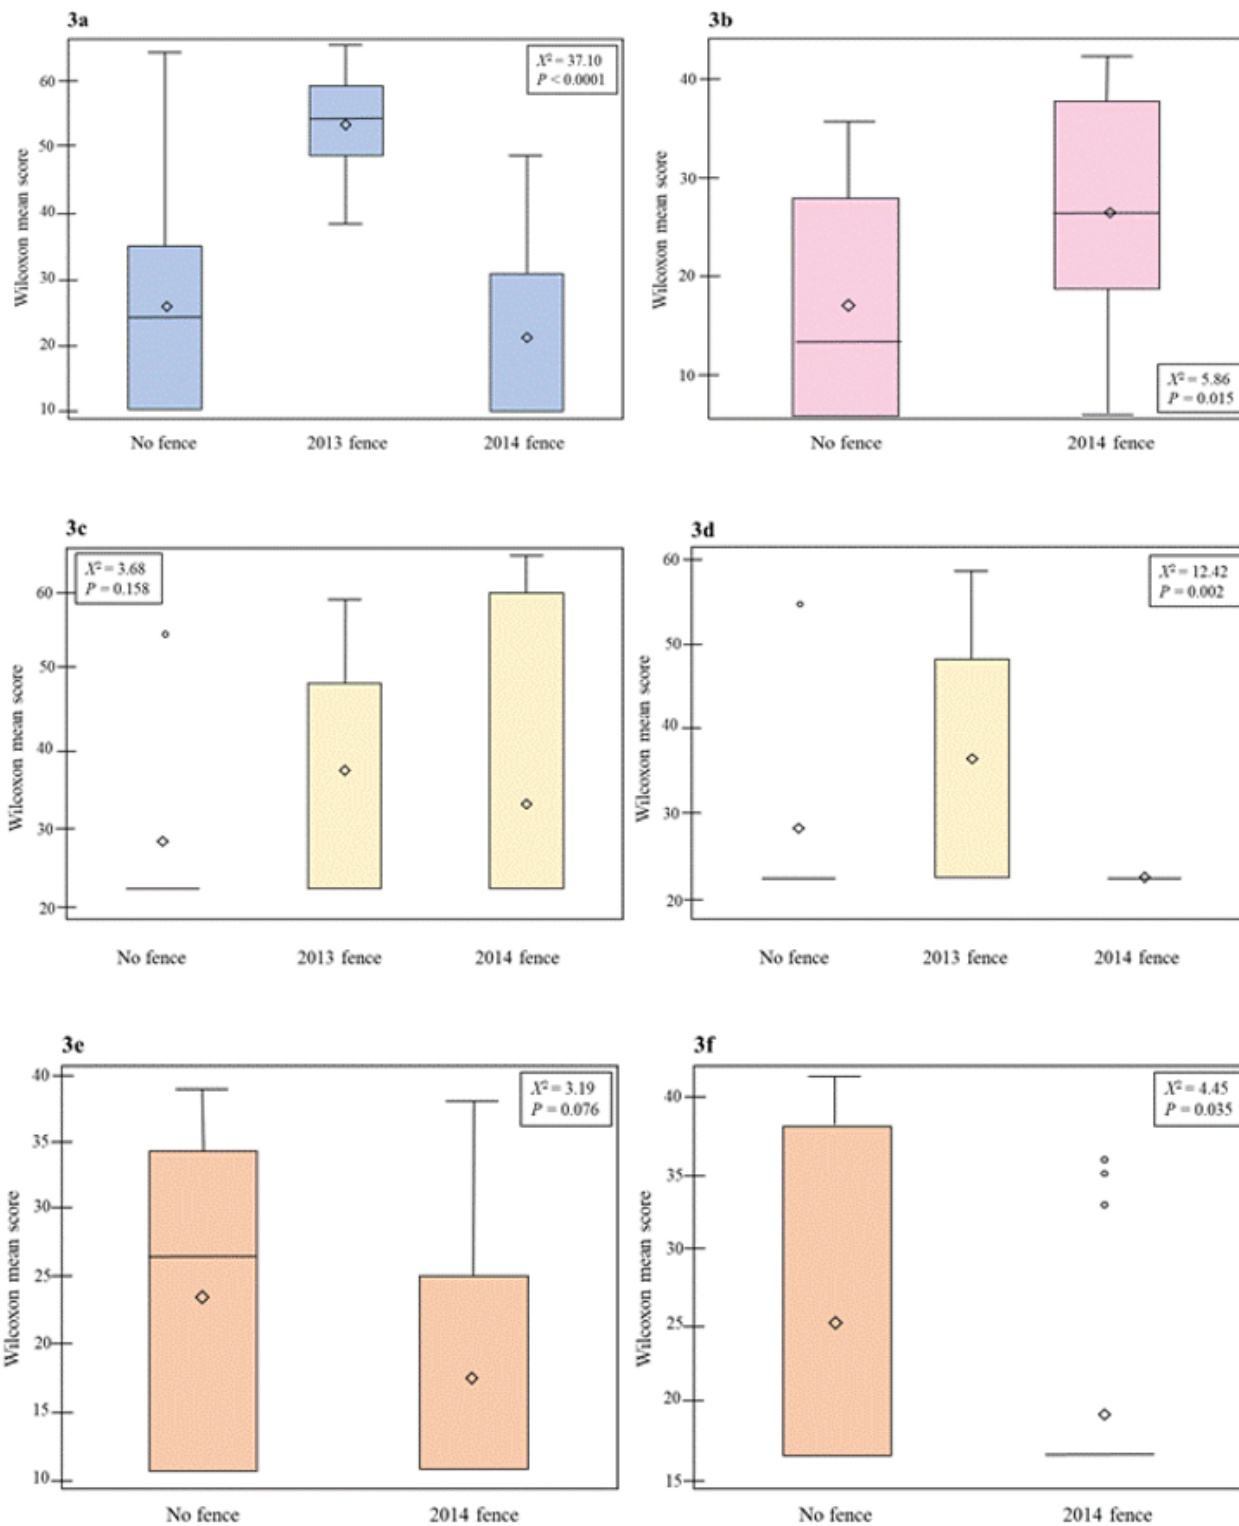 3a
Wilcoxon mean score
60
50
40
30
20
10
X² = 37.10
P < 0.0001
No fence
2013 fence
2014 fence
3b
Wilcoxon mean score
40
30
20
10
X² = 5.86
P = 0.015
No fence
2014 fence
3c
Wilcoxon mean score
60
50
40
30
20
X² = 3.68
P = 0.158
No fence
2013 fence
2014 fence
3d
Wilcoxon mean score
60
50
40
30
20
X² = 12.42
P = 0.002
No fence
2013 fence
2014 fence
3e
Wilcoxon mean score
40
35
30
25
20
15
10
X² = 3.19
P = 0.076
No fence
2014 fence
3f
Wilcoxon mean score
40
35
30
25
20
15
X² = 4.45
P = 0.035
No fence
2014 fence